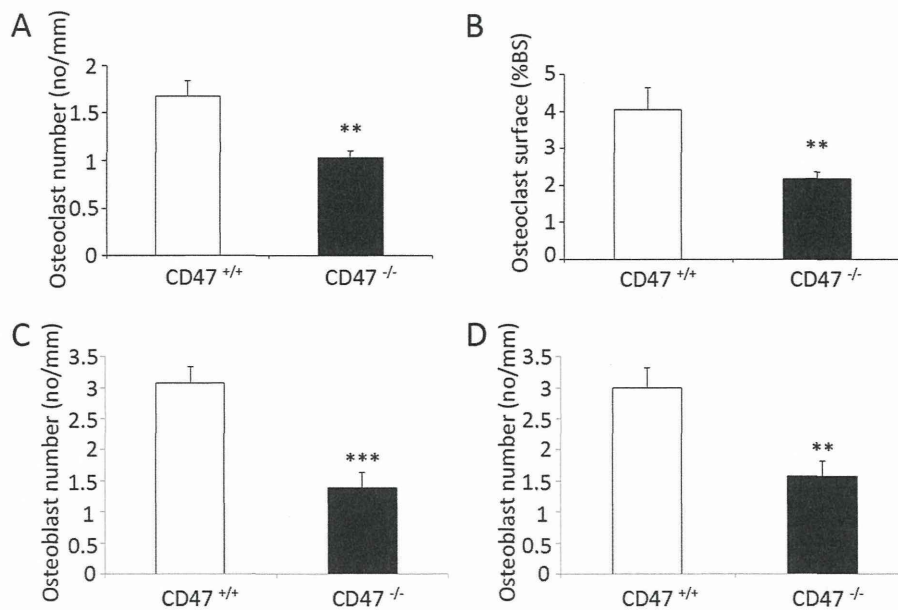 A
Osteoclast number (no/mm)
2
1.5
1
0.5
0
**
CD47 +/+
CD47 -/-
B
Osteoclast surface (%BS)
5
4
3
2
1
0
**
CD47 +/+
CD47 -/-
C
Osteoblast number (no/mm)
3.5
3
2.5
2
1.5
1
0.5
0
***
CD47 +/+
CD47 -/-
D
Osteoblast number (no/mm)
3.5
3
2.5
2
1.5
1
0.5
0
**
CD47 +/+
CD47 -/-